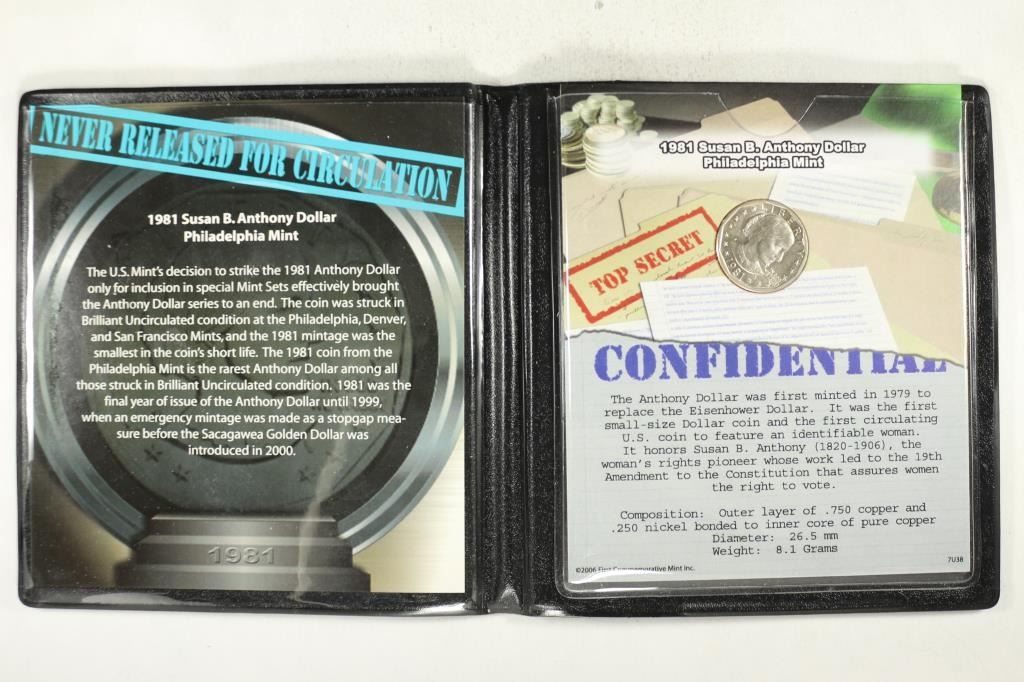 NEVER RELEASED FOR CIRCULATION
1981 Susan B. Anthony Dollar
Philadelphia Mint
The U.S. Mint's decision to strike the 1981 Anthony Dollar
only for inclusion in special Mint Sets effectively brought
the Anthony Dollar series to an end. The coin was struck in
Brilliant Uncirculated condition at the Philadelphia, Denver,
and San Francisco Mints, and the 1981 mintage was the
smallest in the coin's short life. The 1981 coin from the
Philadelphia Mint is the rarest Anthony Dollar among all
those struck in Brilliant Uncirculated condition. 1981 was the
final year of issue of the Anthony Dollar until 1999,
when an emergency mintage was made as a stopgap mea-
sure before the Sacagawea Golden Dollar was
introduced in 2000.
1981
1981 Susan B. Anthony Dollar
Philadelphia Mint
LIBERTY
1981
TOP SECRET
CONFIDENTIAL
The Anthony Dollar was first minted in 1979 to
replace the Eisenhower Dollar. It was the first
small-size Dollar coin and the first circulating
U.S. coin to feature an identifiable woman.
It honors Susan B. Anthony (1820-1906), the
woman's rights pioneer whose work led to the 19th
Amendment to the Constitution that assures women
the right to vote.
Composition: Outer layer of .750 copper and
.250 nickel bonded to inner core of pure copper
Diameter: 26.5 mm
Weight: 8.1 Grams
©2006 First Commemorative Mint Inc.
7U38